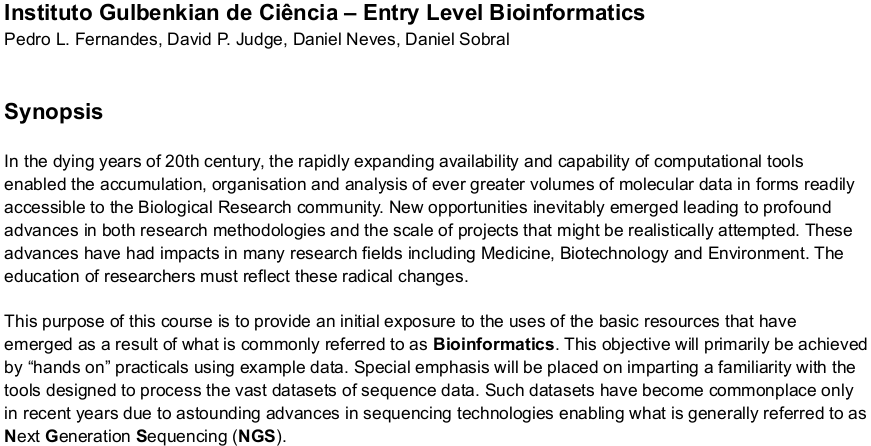 Instituto Gulbenkian de Ciência – Entry Level Bioinformatics
Pedro L. Fernandes, David P. Judge, Daniel Neves, Daniel Sobral
Synopsis
In the dying years of 20th century, the rapidly expanding availability and capability of computational tools
enabled the accumulation, organisation and analysis of ever greater volumes of molecular data in forms readily
accessible to the Biological Research community. New opportunities inevitably emerged leading to profound
advances in both research methodologies and the scale of projects that might be realistically attempted. These
advances have had impacts in many research fields including Medicine, Biotechnology and Environment. The
education of researchers must reflect these radical changes.
This purpose of this course is to provide an initial exposure to the uses of the basic resources that have
emerged as a result of what is commonly referred to as Bioinformatics. This objective will primarily be achieved
by “hands on” practicals using example data. Special emphasis will be placed on imparting a familiarity with the
tools designed to process the vast datasets of sequence data. Such datasets have become commonplace only
in recent years due to astounding advances in sequencing technologies enabling what is generally referred to as
Next Generation Sequencing (NGS).